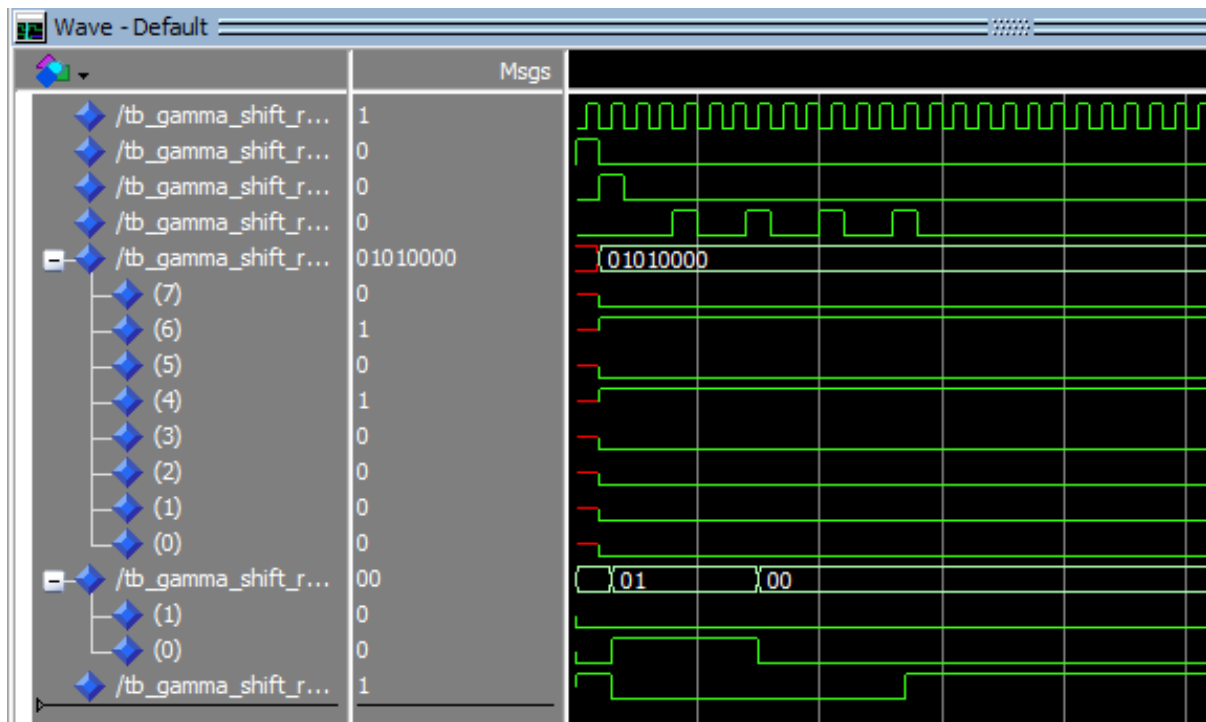 Wave - Default
Msgs
/tb_gamma_shift_r... 1
/tb_gamma_shift_r... 0
/tb_gamma_shift_r... 0
/tb_gamma_shift_r... 0
/tb_gamma_shift_r... 01010000 01010000
(7) 0
(6) 1
(5) 0
(4) 1
(3) 0
(2) 0
(1) 0
(0) 0
/tb_gamma_shift_r... 00 01 00
(1) 0
(0) 0
/tb_gamma_shift_r... 1